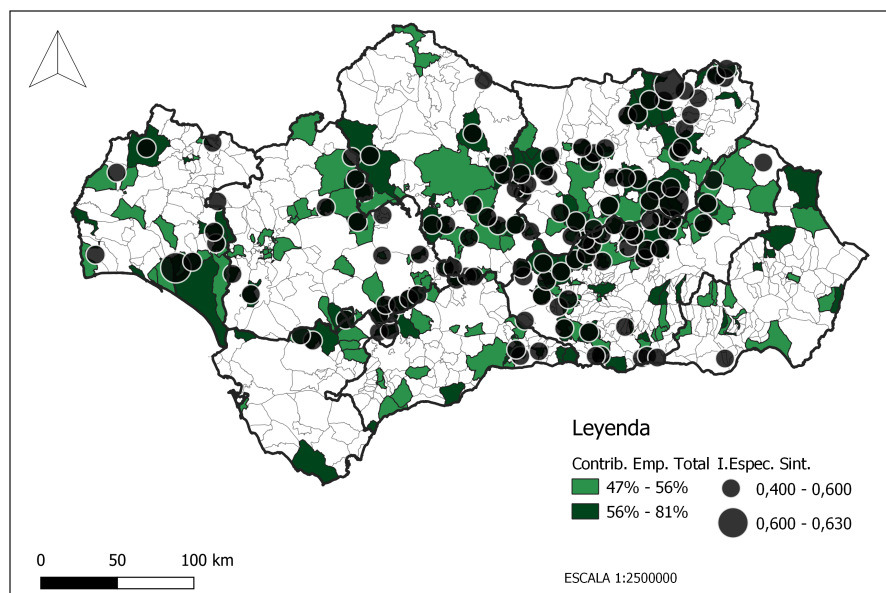 Leyenda
Contrib. Emp. Total I.Espec. Sint.
47% - 56% 0,400 - 0,600
56% - 81% 0,600 - 0,630
0 50 100 km
ESCALA 1:2500000